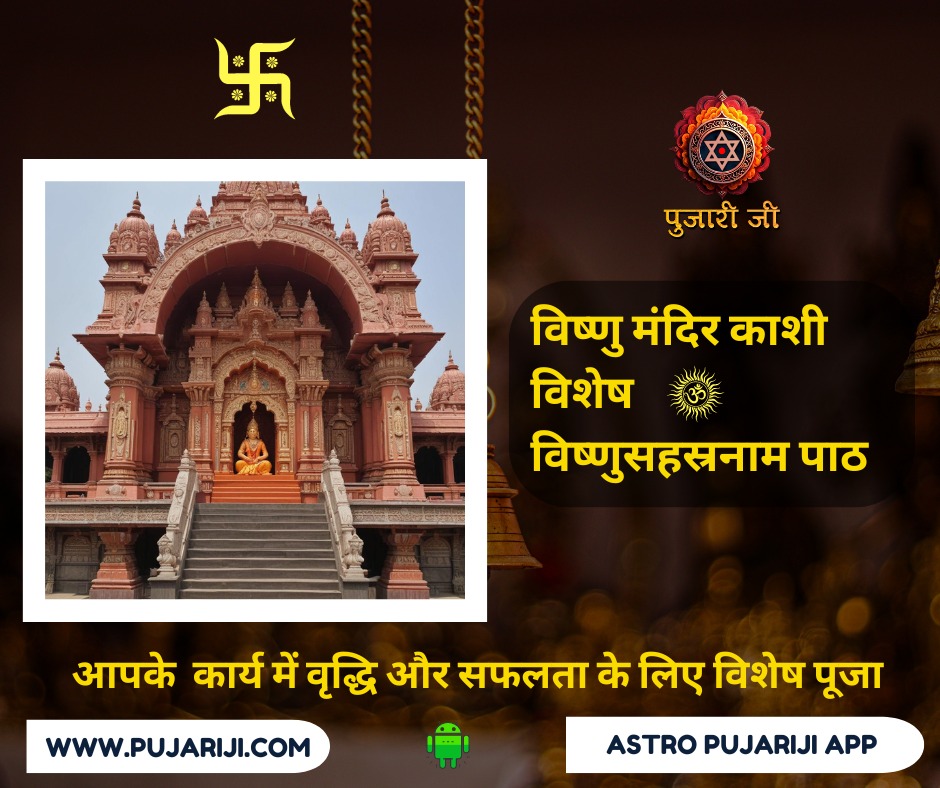 पुजारी जी
विष्णु मंदिर काशी
विशेष ॐ
विष्णुसहस्रनाम पाठ
आपके कार्य में वृद्धि और सफलता के लिए विशेष पूजा
WWW.PUJARIJI.COM
ASTRO PUJARIJI APP